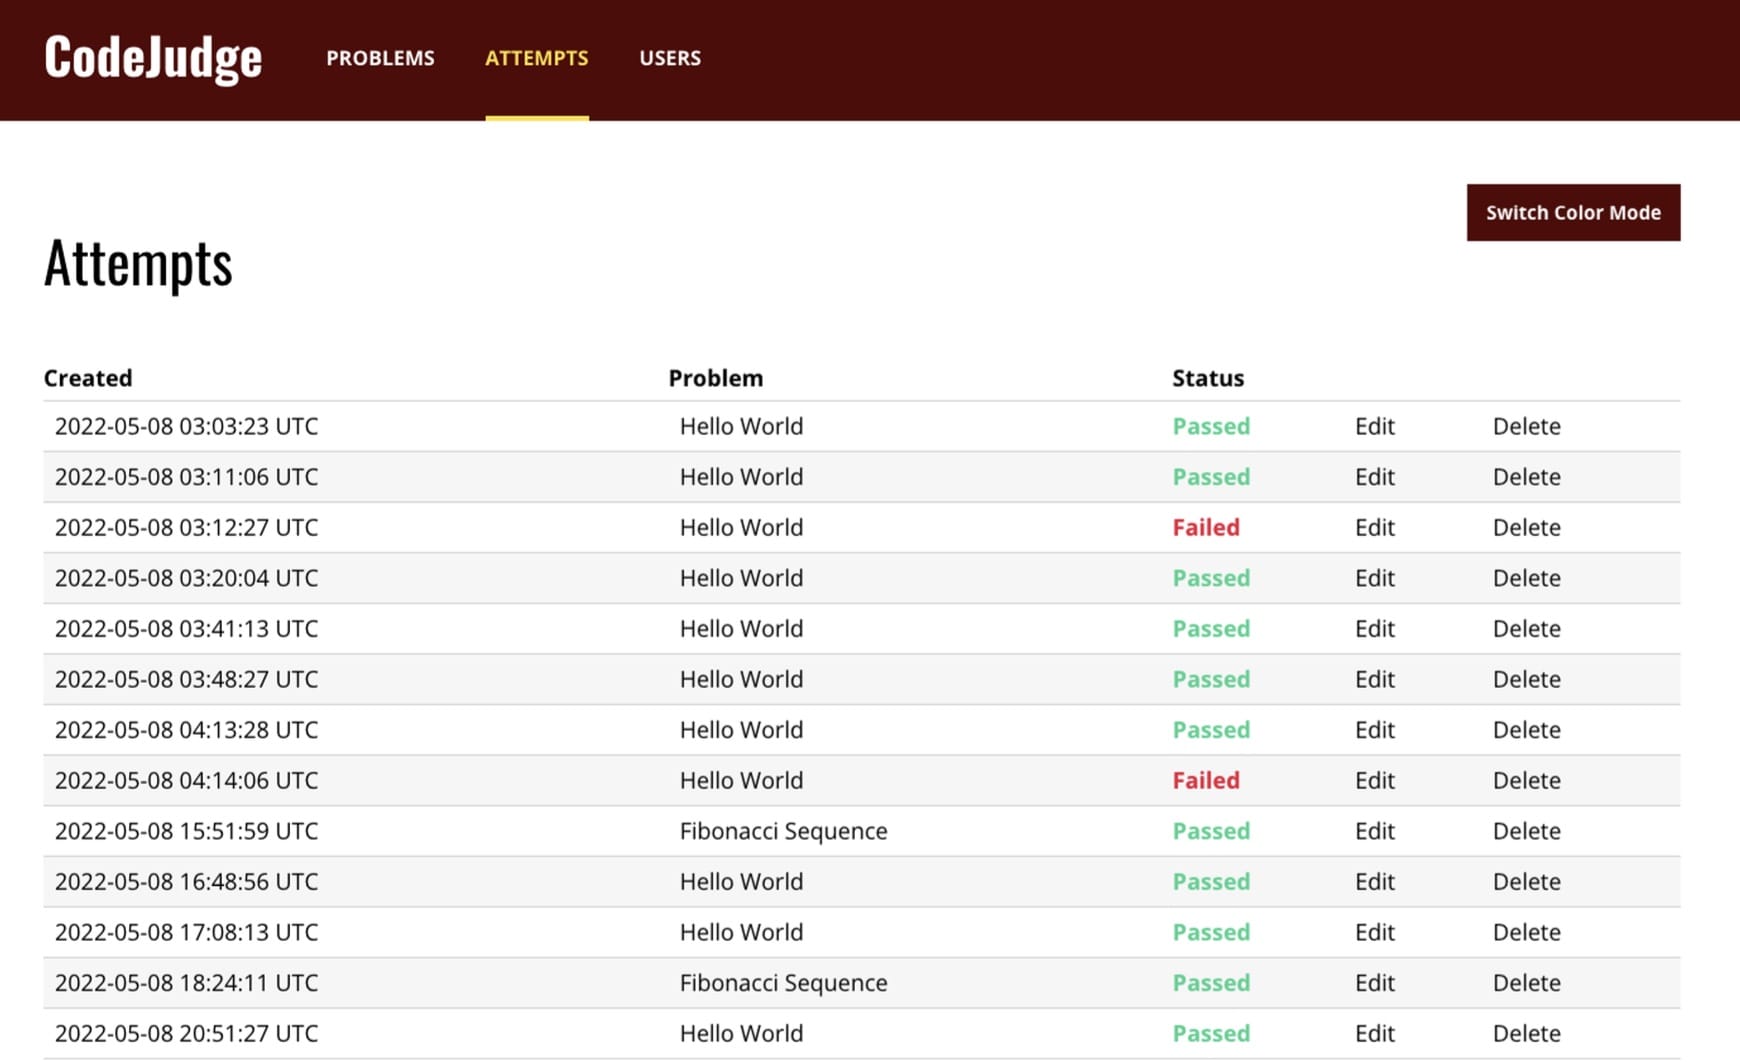 CodeJudge PROBLEMS ATTEMPTS USERS
Switch Color Mode
Attempts
Created Problem Status
2022-05-08 03:03:23 UTC Hello World Passed Edit Delete
2022-05-08 03:11:06 UTC Hello World Passed Edit Delete
2022-05-08 03:12:27 UTC Hello World Failed Edit Delete
2022-05-08 03:20:04 UTC Hello World Passed Edit Delete
2022-05-08 03:41:13 UTC Hello World Passed Edit Delete
2022-05-08 03:48:27 UTC Hello World Passed Edit Delete
2022-05-08 04:13:28 UTC Hello World Passed Edit Delete
2022-05-08 04:14:06 UTC Hello World Failed Edit Delete
2022-05-08 15:51:59 UTC Fibonacci Sequence Passed Edit Delete
2022-05-08 16:48:56 UTC Hello World Passed Edit Delete
2022-05-08 17:08:13 UTC Hello World Passed Edit Delete
2022-05-08 18:24:11 UTC Fibonacci Sequence Passed Edit Delete
2022-05-08 20:51:27 UTC Hello World Passed Edit Delete